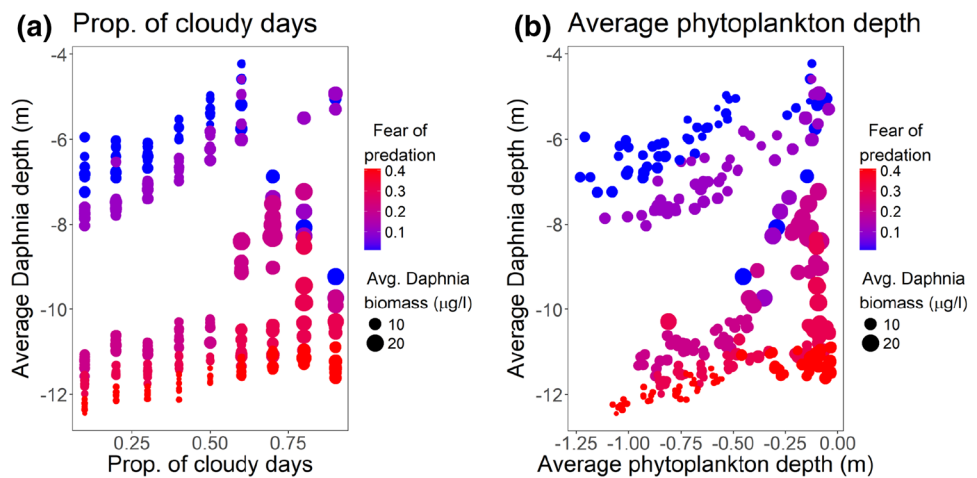 (a) Prop. of cloudy days
Average Daphnia depth (m)
-4
-6
-8
-10
-12
0.25
0.50
0.75
Prop. of cloudy days
Fear of
predation
0.4
0.3
0.2
0.1
Avg. Daphnia
biomass (μg/l)
10
20
(b) Average phytoplankton depth
Average Daphnia depth (m)
-4
-6
-8
-10
-12
-1.25
-1.00
-0.75
-0.50
-0.25
0.00
Average phytoplankton depth (m)
Fear of
predation
0.4
0.3
0.2
0.1
Avg. Daphnia
biomass (μg/l)
10
20